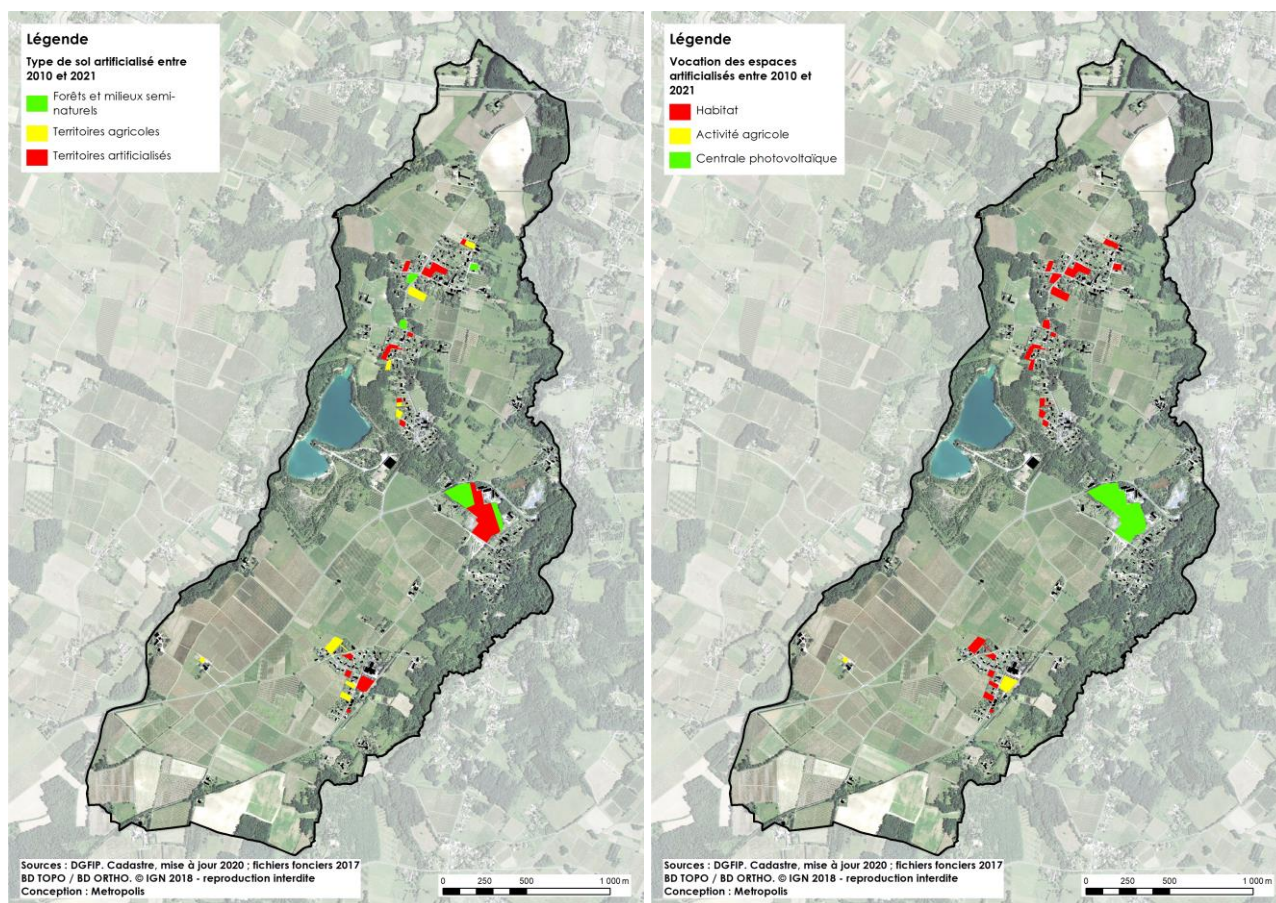 Légende
Type de sol artificialisé entre
2010 et 2021
Forêts et milieux semi-
naturels
Territoires agricoles
Territoires artificialisés
Sources : DGFIP. Cadastre, mise à jour 2020 ; fichiers fonciers 2017
BD TOPO / BD ORTHO. © IGN 2018 - reproduction interdite
Conception : Metropolis
0 250 500 1 000 m
Légende
Vocation des espaces
artificialisés entre 2010 et
2021
Habitat
Activité agricole
Centrale photovoltaïque
Sources : DGFIP. Cadastre, mise à jour 2020 ; fichiers fonciers 2017
BD TOPO / BD ORTHO. © IGN 2018 - reproduction interdite
Conception : Metropolis
0 250 500 1 000 m